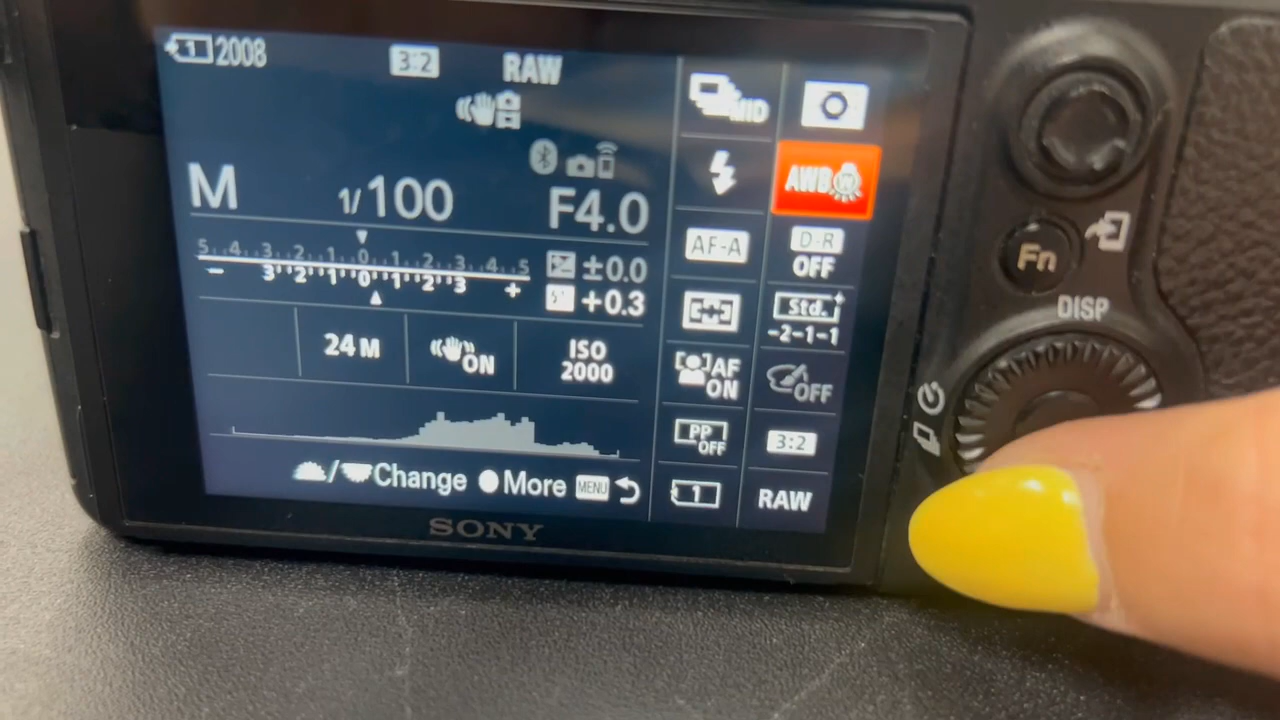 1 2008 3:2 RAW
MID
AWB W
M 1/100 F4.0
AF-A
D-R OFF
5 4 3 2 1 0 1 2 3 4 5 ±0.0
− 3 2 1 0 1 2 3 + +0.3
Std. -2-1-1
24M ON ISO 2000
AF ON
OFF
PP OFF
3:2
Change More MENU
1
RAW
SONY
Fn
DISP